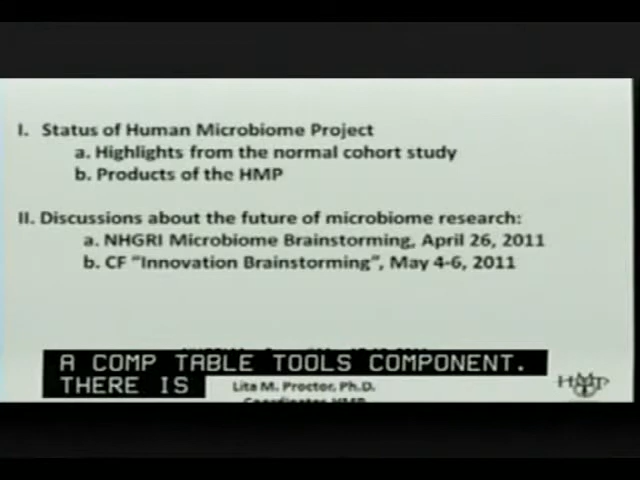 I. Status of Human Microbiome Project
a. Highlights from the normal cohort study
b. Products of the HMP
II. Discussions about the future of microbiome research:
a. NHGRI Microbiome Brainstorming, April 26, 2011
b. CF “Innovation Brainstorming”, May 4-6, 2011
A COMP TABLE TOOLS COMPONENT.
THERE IS
Lita M. Proctor, Ph.D.
Coordinator HMP
HMP